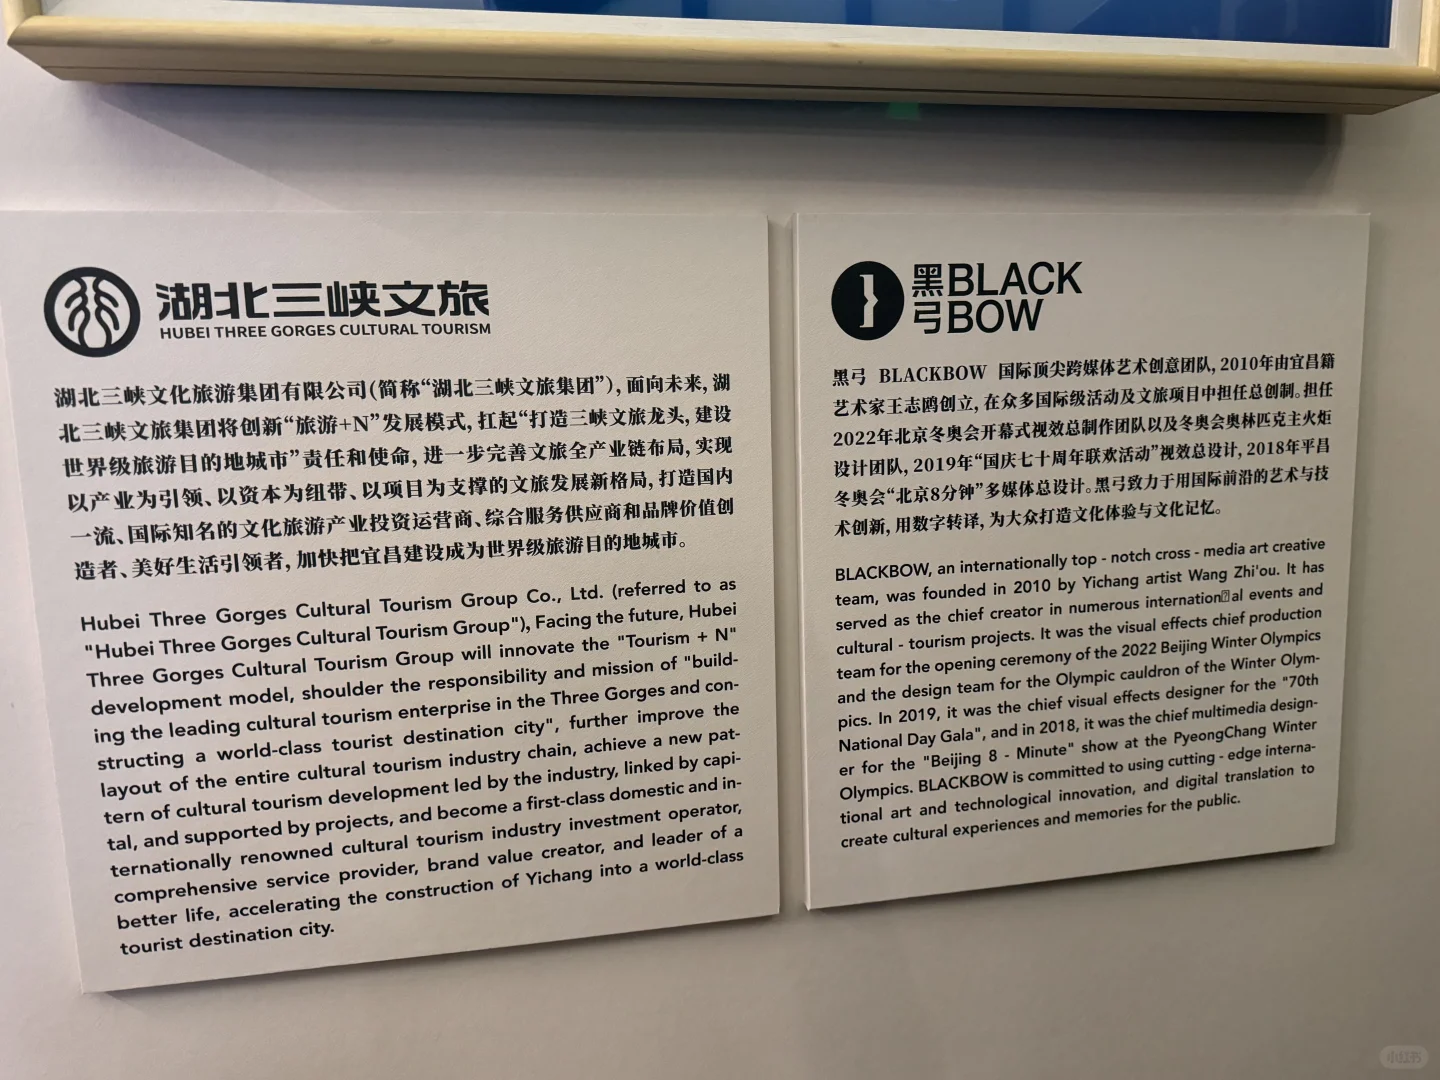 湖北三峡文旅
HUBEI THREE GORGES CULTURAL TOURISM
湖北三峡文化旅游集团有限公司(简称“湖北三峡文旅集团”), 面向未来, 湖
北三峡文旅集团将创新“旅游+N”发展模式, 扛起“打造三峡文旅龙头, 建设
世界级旅游目的地城市”责任和使命, 进一步完善文旅全产业链布局, 实现
以产业为引领、以资本为纽带、以项目为支撑的文旅发展新格局, 打造国内
一流、国际知名的文化旅游产业投资运营商、综合服务供应商和品牌价值创
造者、美好生活引领者, 加快把宜昌建设成为世界级旅游目的地城市。
Hubei Three Gorges Cultural Tourism Group Co., Ltd. (referred to as
"Hubei Three Gorges Cultural Tourism Group"), Facing the future, Hubei
Three Gorges Cultural Tourism Group will innovate the "Tourism + N"
development model, shoulder the responsibility and mission of "build-
ing the leading cultural tourism enterprise in the Three Gorges and con-
structing a world-class tourist destination city", further improve the
layout of the entire cultural tourism industry chain, achieve a new pat-
tern of cultural tourism development led by the industry, linked by capi-
tal, and supported by projects, and become a first-class domestic and in-
ternationally renowned cultural tourism industry investment operator,
comprehensive service provider, brand value creator, and leader of a
better life, accelerating the construction of Yichang into a world-class
tourist destination city.
黑弓 BLACK BOW
黑弓 BLACKBOW 国际顶尖跨媒体艺术创意团队, 2010年由宜昌籍
艺术家王志鸥创立, 在众多国际级活动及文旅项目中担任总创制。担任
2022年北京冬奥会开幕式视效总制作团队以及冬奥会奥林匹克主火炬
设计团队, 2019年“国庆七十周年联欢活动”视效总设计, 2018年平昌
冬奥会“北京8分钟”多媒体总设计。黑弓致力于用国际前沿的艺术与技
术创新, 用数字转译, 为大众打造文化体验与文化记忆。
BLACKBOW, an internationally top - notch cross - media art creative
team, was founded in 2010 by Yichang artist Wang Zhi'ou. It has
served as the chief creator in numerous internation⍰al events and
cultural - tourism projects. It was the visual effects chief production
team for the opening ceremony of the 2022 Beijing Winter Olympics
and the design team for the Olympic cauldron of the Winter Olym-
pics. In 2019, it was the chief visual effects designer for the "70th
National Day Gala", and in 2018, it was the chief multimedia design-
er for the "Beijing 8 - Minute" show at the PyeongChang Winter
Olympics. BLACKBOW is committed to using cutting - edge interna-
tional art and technological innovation, and digital translation to
create cultural experiences and memories for the public.
小红书